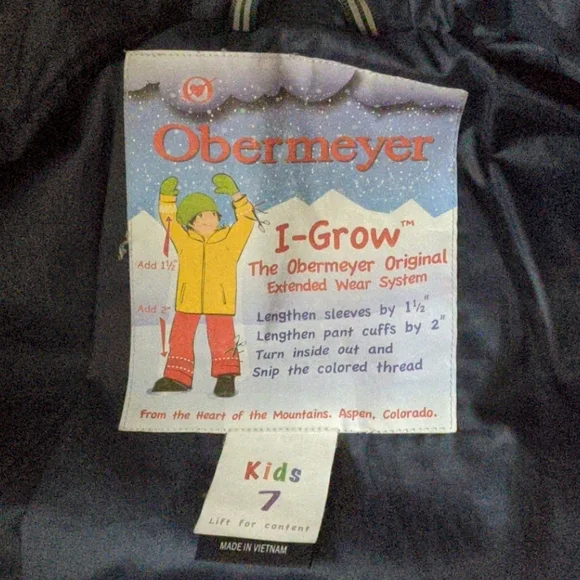 Obermeyer
I-Grow™
The Obermeyer Original
Extended Wear System
Add 1½"
Add 2"
Lengthen sleeves by 1½"
Lengthen pant cuffs by 2"
Turn inside out and
Snip the colored thread
From the Heart of the Mountains. Aspen, Colorado.
Kids
7
Lift for content
MADE IN VIETNAM